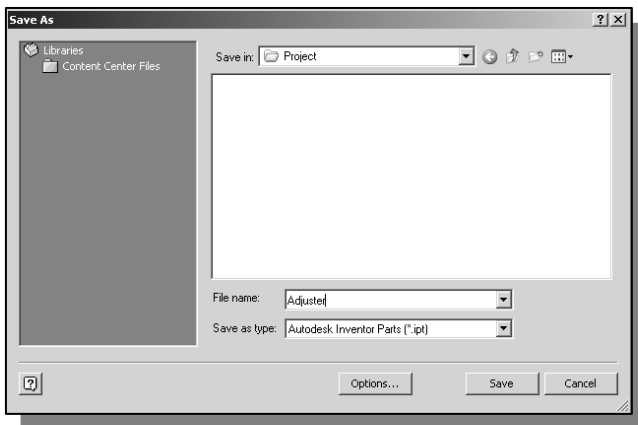 Save As
Libraries
Content Center Files
Save in: Project
File name: Adjuster
Save as type: Autodesk Inventor Parts (*.ipt)
Options... Save Cancel